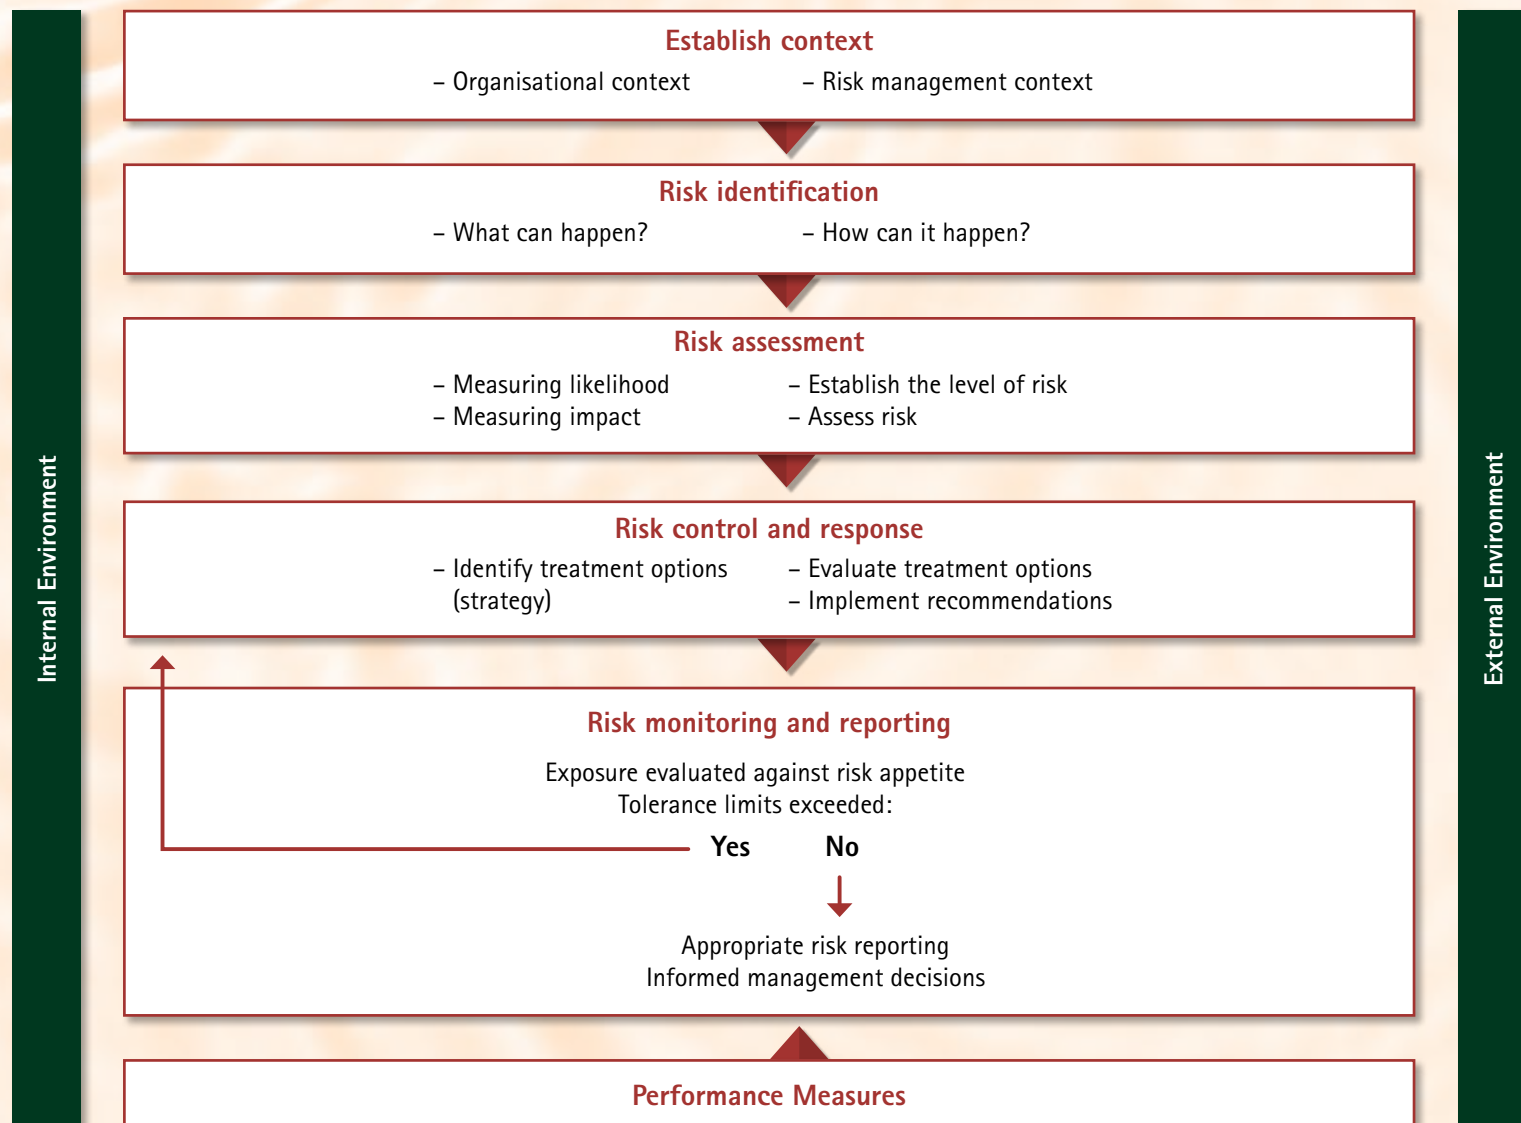 Establish context
– Organisational context – Risk management context
Risk identification
– What can happen? – How can it happen?
Risk assessment
– Measuring likelihood – Establish the level of risk
– Measuring impact – Assess risk
Risk control and response
– Identify treatment options – Evaluate treatment options
(strategy) – Implement recommendations
Internal Environment
External Environment
Risk monitoring and reporting
Exposure evaluated against risk appetite
Tolerance limits exceeded:
Yes No
Appropriate risk reporting
Informed management decisions
Performance Measures